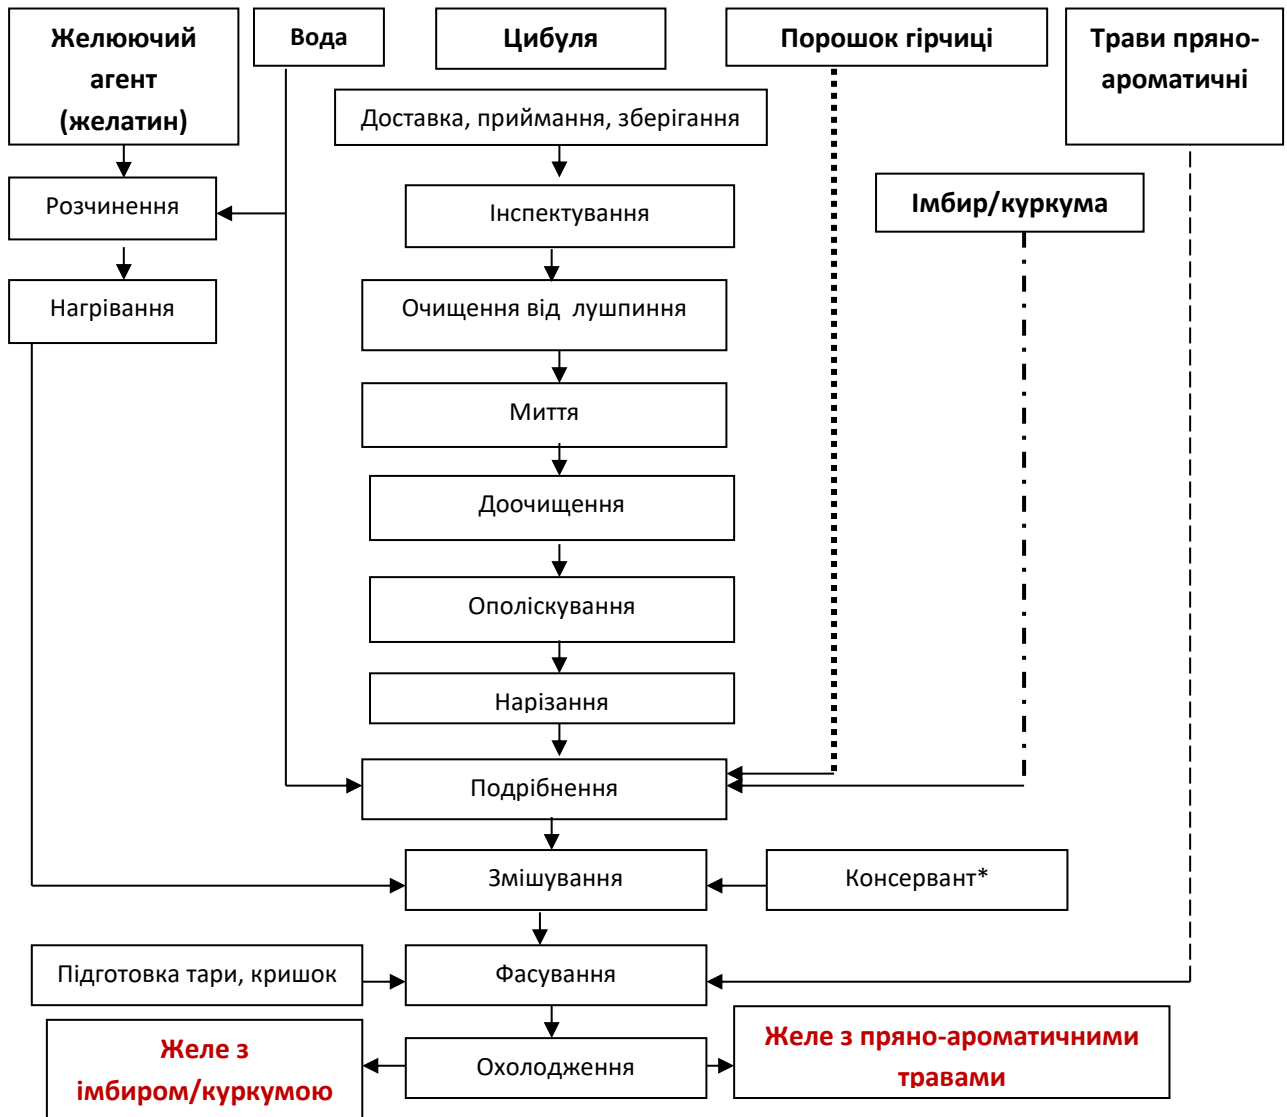 Желюючий
агент
(желатин)
Вода
Цибуля
Порошок гірчиці
Трави пряно-
ароматичні
Доставка, приймання, зберігання
Розчинення
Інспектування
Імбир/куркума
Нагрівання
Очищення від лушпиння
Миття
Доочищення
Ополіскування
Нарізання
Подрібнення
Змішування
Консервант*
Підготовка тари, кришок
Фасування
Желе з
імбиром/куркумою
Охолодження
Желе з пряно-ароматичними
травами